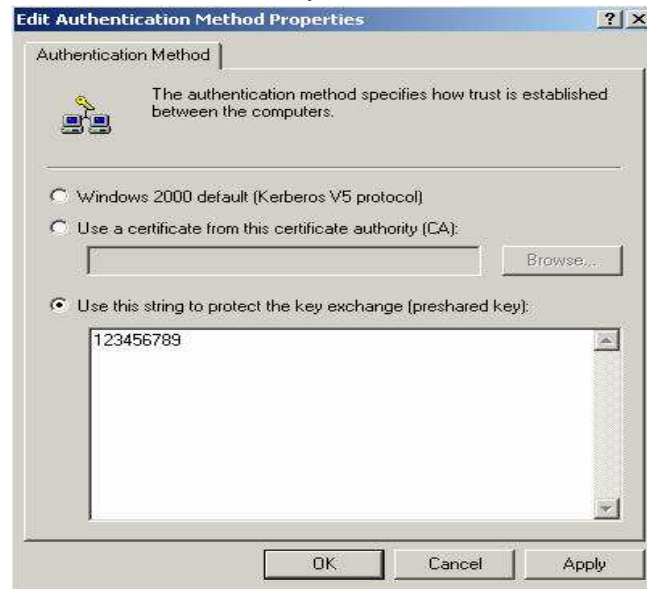 Edit Authentication Method Properties
Authentication Method
The authentication method specifies how trust is established
between the computers.
Windows 2000 default (Kerberos V5 protocol)
Use a certificate from this certificate authority (CA):
Browse...
Use this string to protect the key exchange (preshared key):
123456789
OK Cancel Apply